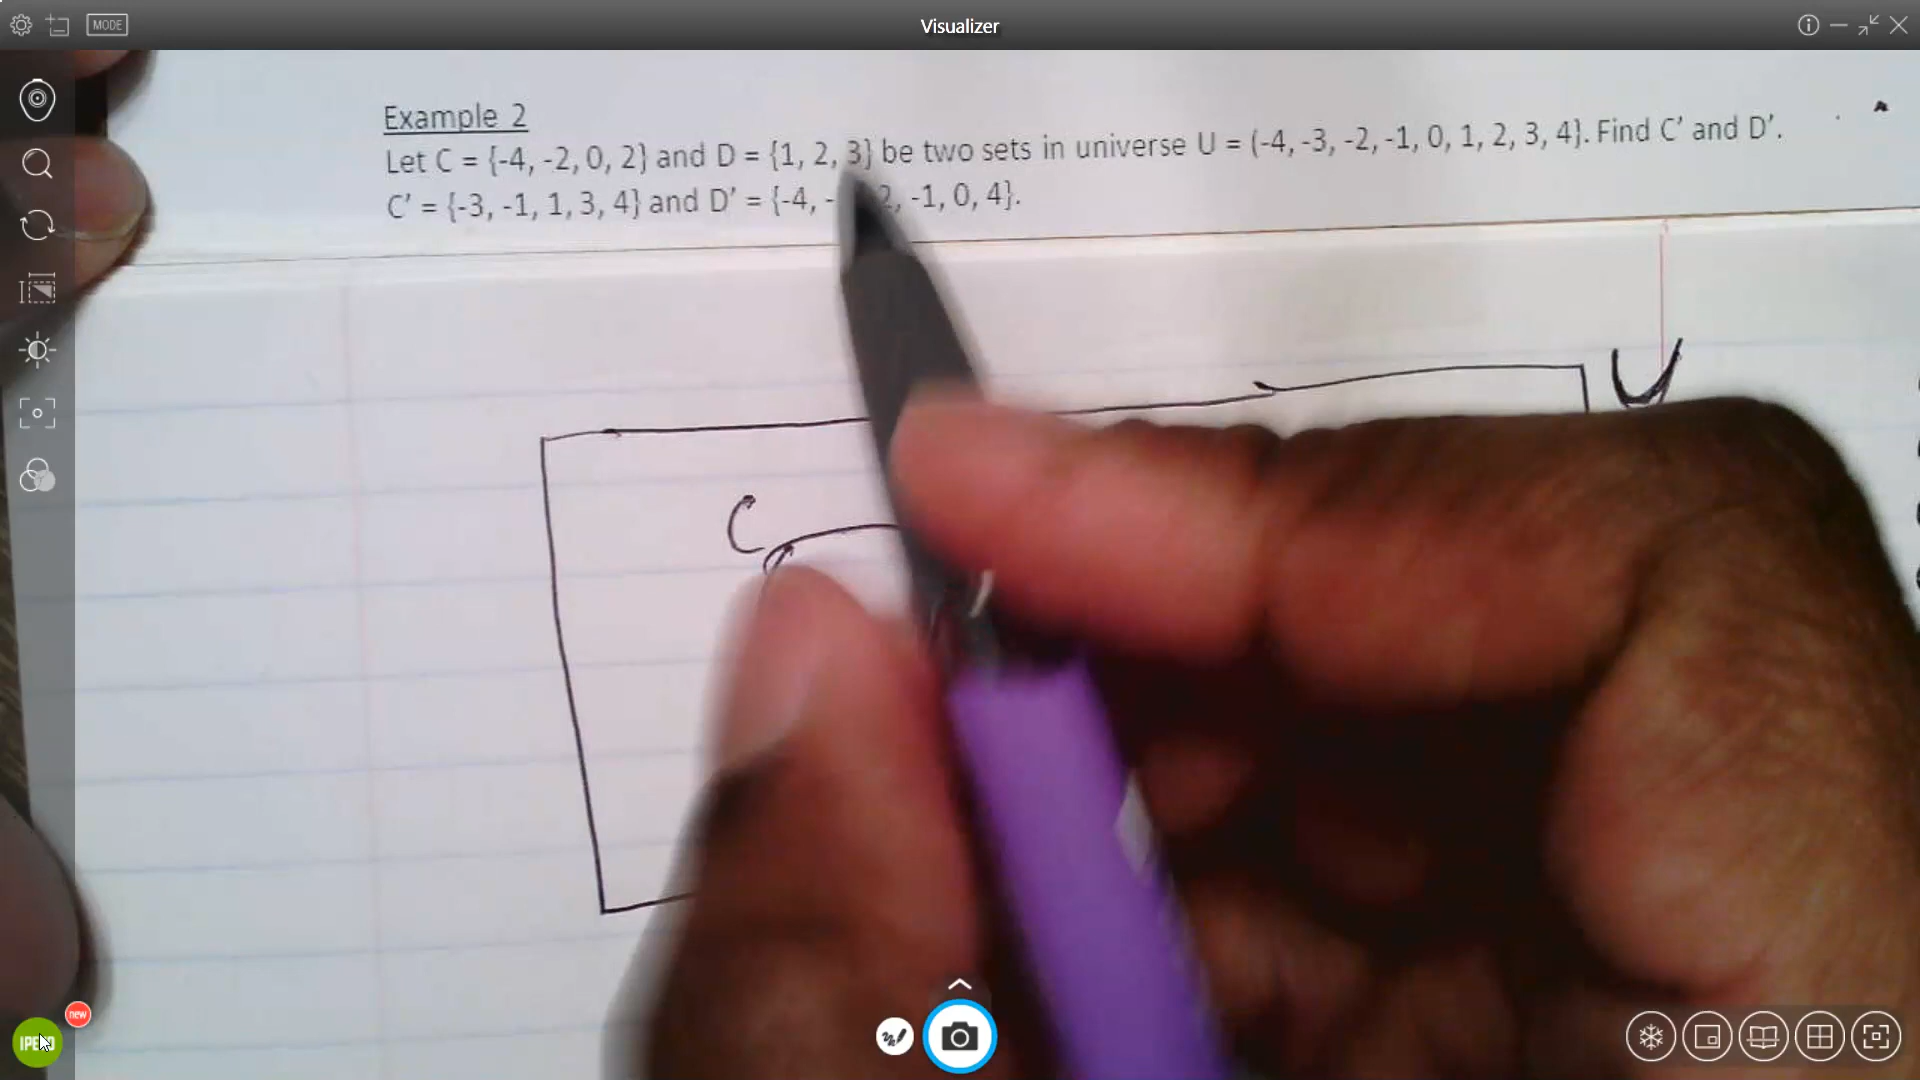 MODE
Visualizer
Example 2
Let C = {-4, -2, 0, 2} and D = {1, 2, 3} be two sets in universe U = (-4, -3, -2, -1, 0, 1, 2, 3, 4}. Find C' and D'.
C' = {-3, -1, 1, 3, 4} and D' = {-4, - 2, -1, 0, 4}.
U
C
new